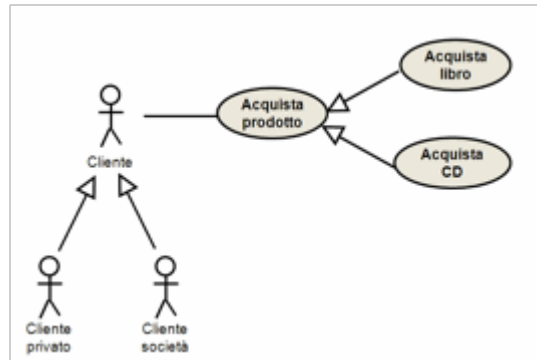 Acquista
libro
Acquista
prodotto
Acquista
CD
Cliente
Cliente
privato
Cliente
società